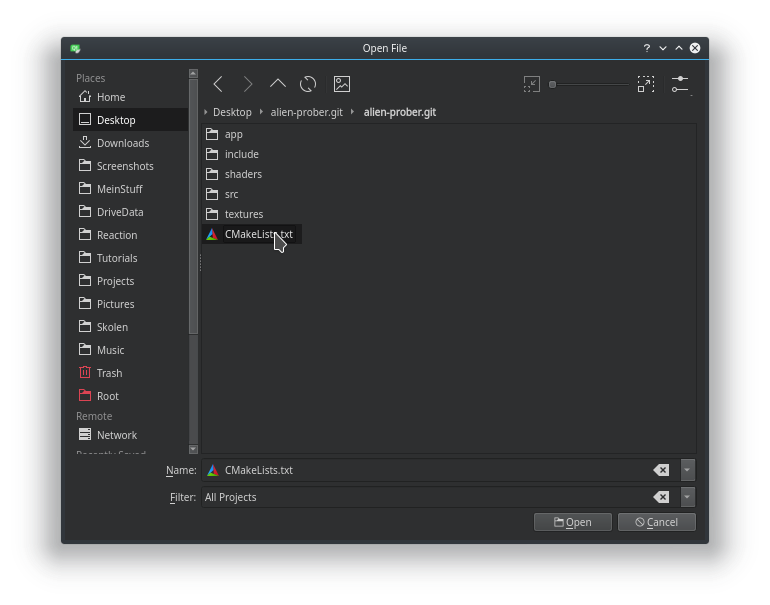 Open File
Places
Home
Desktop
Downloads
Screenshots
MeinStuff
DriveData
Reaction
Tutorials
Projects
Pictures
Skolen
Music
Trash
Root
Remote
Network
Desktop alien-prober.git alien-prober.git
app
include
shaders
src
textures
CMakeLists.txt
Name: CMakeLists.txt
Filter: All Projects
Open Cancel